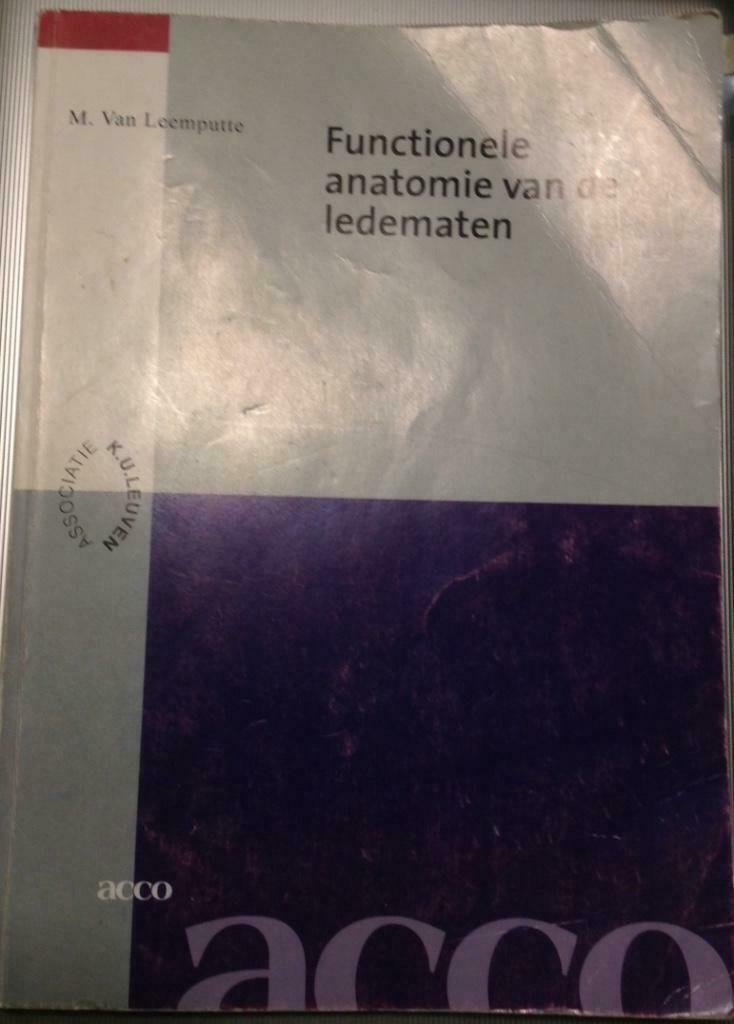 M. Van Leemputte
Functionele
anatomie van de
ledematen
ASSOCIATIE
K.U.LEUVEN
acco
acco